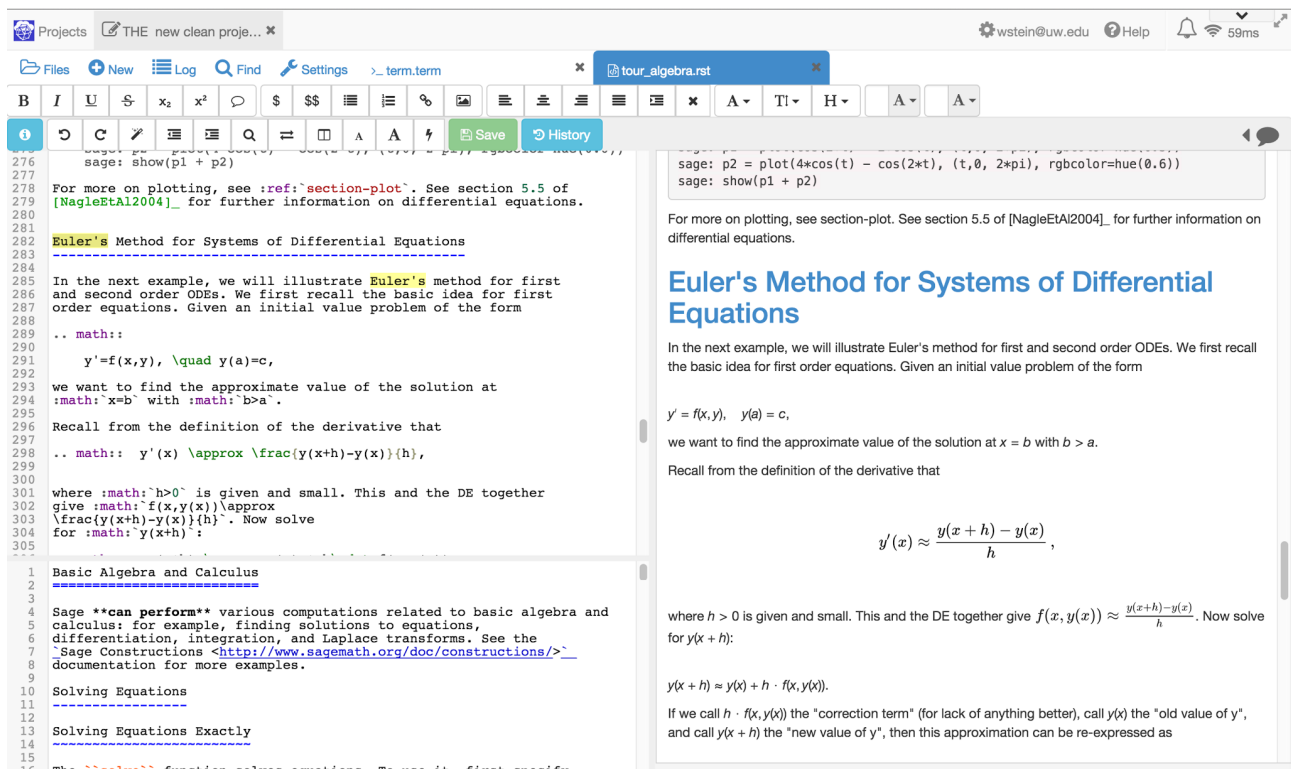 Projects THE new clean proje... ✖ wstein@uw.edu Help 59ms
Files New Log Find Settings >_ term.term ✖ tour_algebra.rst ✖
B I U S x₂ x² $ $$ A TI H A A
A A Save History
276 sage: show(p1 + p2)
277
278 For more on plotting, see :ref:`section-plot`. See section 5.5 of
279 [NagleEtAl2004]_ for further information on differential equations.
280
281
282 Euler's Method for Systems of Differential Equations
283 ----------------------------------------------------
284
285 In the next example, we will illustrate Euler's method for first
286 and second order ODEs. We first recall the basic idea for first
287 order equations. Given an initial value problem of the form
288
289 .. math::
290
291 y'=f(x,y), \quad y(a)=c,
292
293 we want to find the approximate value of the solution at
294 :math:`x=b` with :math:`b>a`.
295
296 Recall from the definition of the derivative that
297
298 .. math:: y'(x) \approx \frac{y(x+h)-y(x)}{h},
299
300
301 where :math:`h>0` is given and small. This and the DE together
302 give :math:`f(x,y(x))\approx
303 \frac{y(x+h)-y(x)}{h}`. Now solve
304 for :math:`y(x+h)`:
305
1 Basic Algebra and Calculus
2 ==========================
3
4 Sage **can perform** various computations related to basic algebra and
5 calculus: for example, finding solutions to equations,
6 differentiation, integration, and Laplace transforms. See the
7 `Sage Constructions <http://www.sagemath.org/doc/constructions/>`_
8 documentation for more examples.
9
10 Solving Equations
11 -----------------
12
13 Solving Equations Exactly
14 ~~~~~~~~~~~~~~~~~~~~~~~~~
15
sage: p2 = plot(4*cos(t) - cos(2*t), (t,0, 2*pi), rgbcolor=hue(0.6))
sage: show(p1 + p2)
For more on plotting, see section-plot. See section 5.5 of [NagleEtAl2004]_ for further information on
differential equations.
Euler's Method for Systems of Differential
Equations
In the next example, we will illustrate Euler's method for first and second order ODEs. We first recall
the basic idea for first order equations. Given an initial value problem of the form
y′ = f(x, y), y(a) = c,
we want to find the approximate value of the solution at x = b with b > a.
Recall from the definition of the derivative that
y′(x) ≈ (y(x + h) − y(x)) / h ,
where h > 0 is given and small. This and the DE together give f(x, y(x)) ≈ (y(x+h)−y(x)) / h . Now solve
for y(x + h):
y(x + h) ≈ y(x) + h · f(x, y(x)).
If we call h · f(x, y(x)) the "correction term" (for lack of anything better), call y(x) the "old value of y",
and call y(x + h) the "new value of y", then this approximation can be re-expressed as